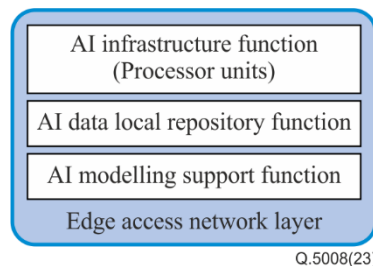 AI infrastructure function
(Processor units)
AI data local repository function
AI modelling support function
Edge access network layer
Q.5008(23